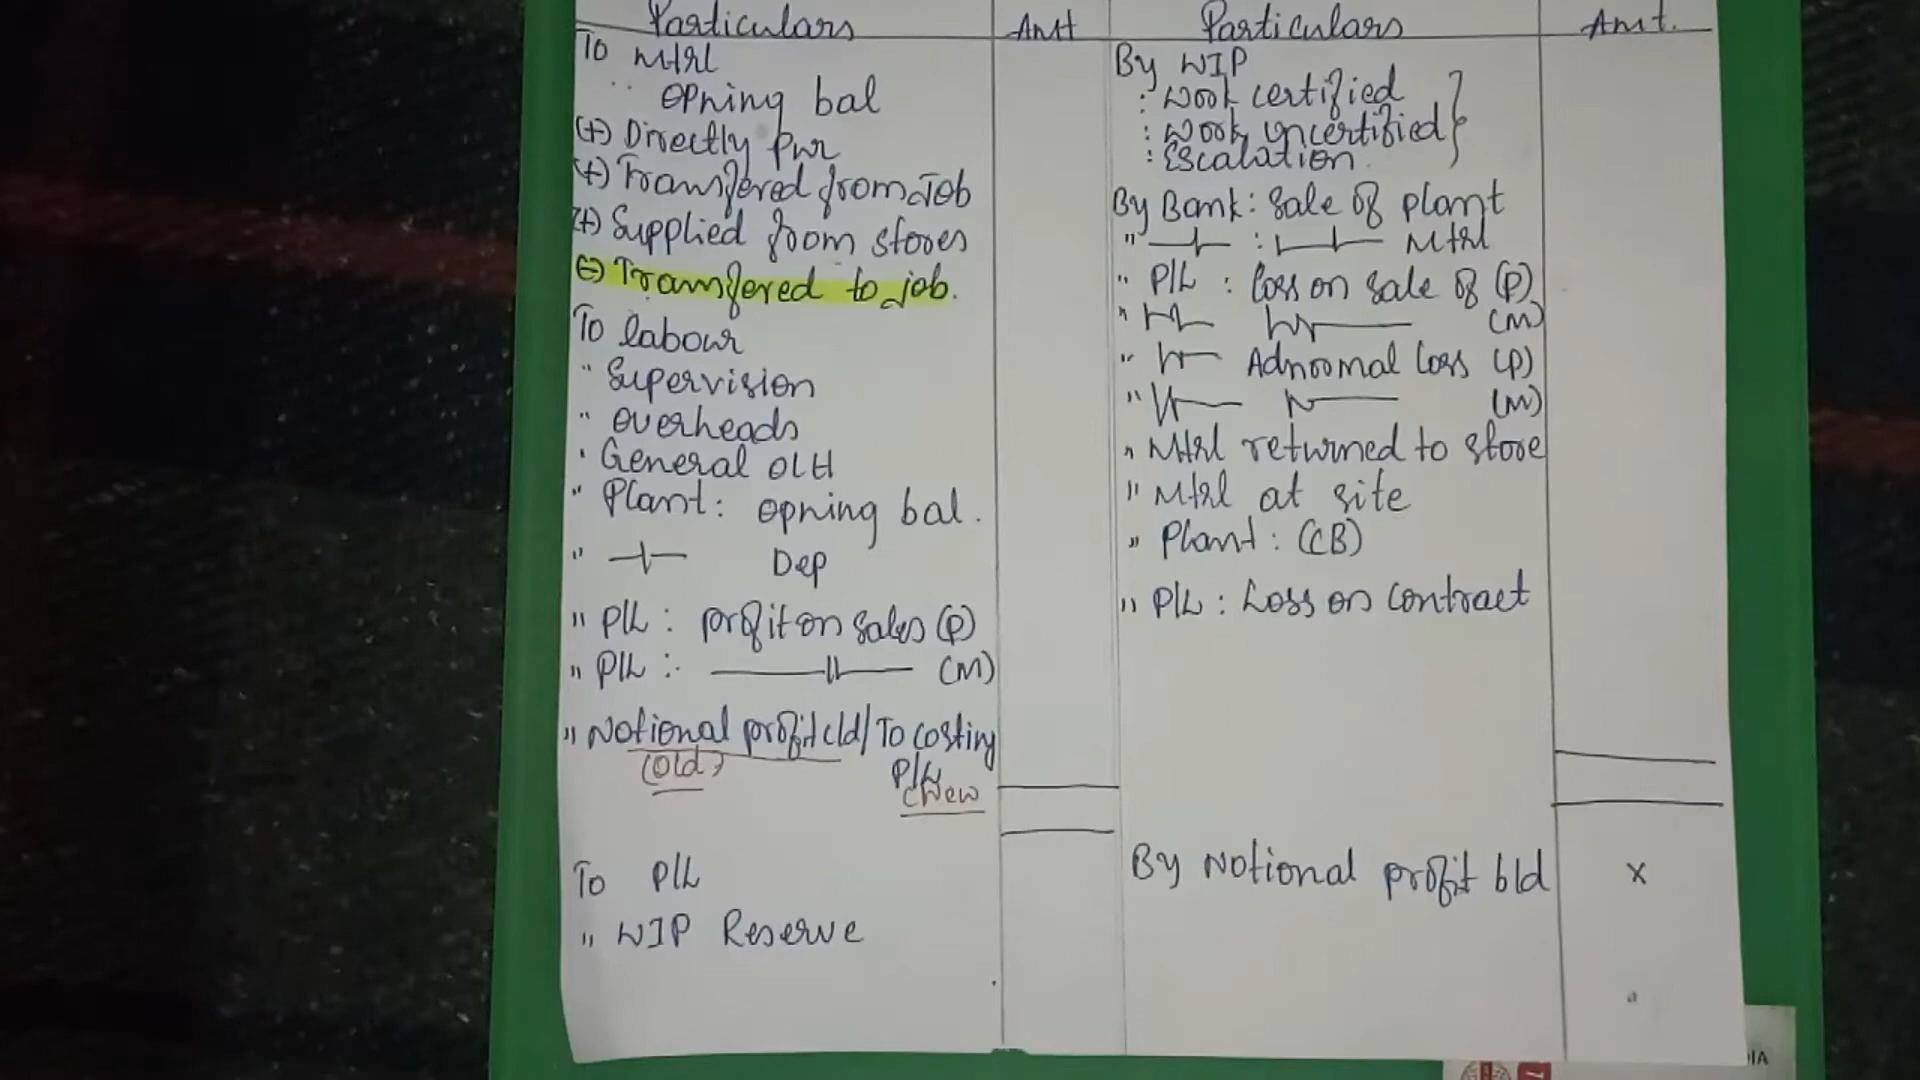 Particulars
Amt
Particulars
Amt.
To Mtrl
Opning bal
(+) Directly Pur
(+) Transfered from Job
(+) Supplied from stores
(-) Transfered to job.
To labour
" Supervision
" overheads
" General OLH
" Plant: opning bal.
" Dep
" P/L : profit on sales (P)
" P/L : (M)
" Notional profit c/d / To costing
(old) P/L
(New
To P/L
" WIP Reserve
By WIP
: work certified
: work uncertified
: Escalation
By Bank: sale of plant
" : Mtrl
" P/L : loss on sale of (P)
" (M)
" Adnormal loss (P)
" (M)
" Mtrl returned to store
" Mtrl at site
" Plant: (CB)
" P/L : Loss on contract
By Notional profit b/d X
IA